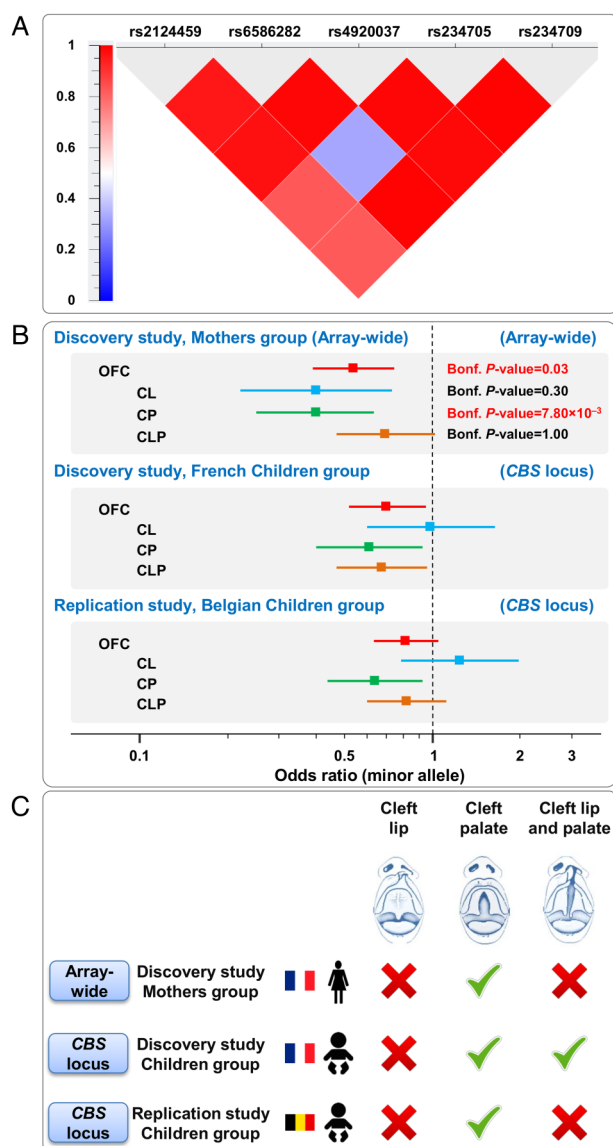 A
rs2124459 rs6586282 rs4920037 rs234705 rs234709
1
0.8
0.6
0.4
0.2
0
B
Discovery study, Mothers group (Array-wide) (Array-wide)
OFC Bonf. P-value=0.03
CL Bonf. P-value=0.30
CP Bonf. P-value=7.80×10⁻³
CLP Bonf. P-value=1.00
Discovery study, French Children group (CBS locus)
OFC
CL
CP
CLP
Replication study, Belgian Children group (CBS locus)
OFC
CL
CP
CLP
0.1 0.5 1 2 3
Odds ratio (minor allele)
C
Cleft Cleft Cleft lip
lip palate and palate
Array- Discovery study
wide Mothers group
CBS Discovery study
locus Children group
CBS Replication study
locus Children group